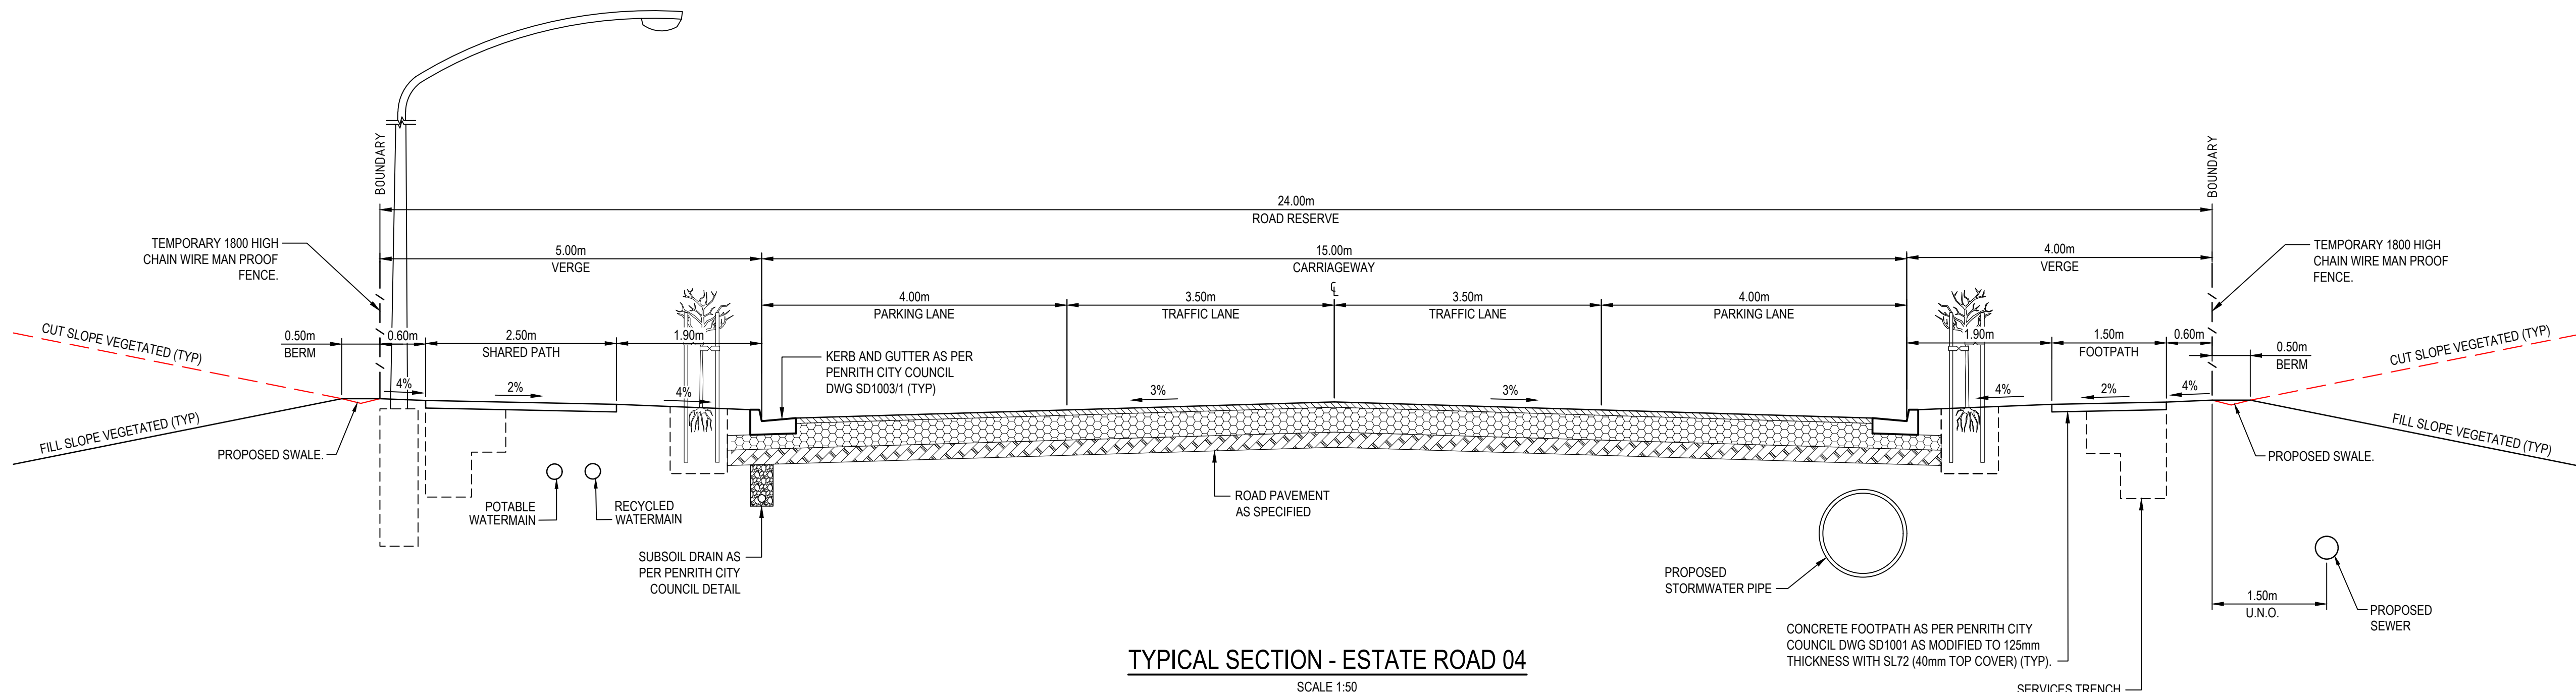 BOUNDARY
BOUNDARY
24.00m
ROAD RESERVE
TEMPORARY 1800 HIGH
CHAIN WIRE MAN PROOF
FENCE.
5.00m
VERGE
15.00m
CARRIAGEWAY
4.00m
VERGE
TEMPORARY 1800 HIGH
CHAIN WIRE MAN PROOF
FENCE.
℄
4.00m
PARKING LANE
3.50m
TRAFFIC LANE
3.50m
TRAFFIC LANE
4.00m
PARKING LANE
CUT SLOPE VEGETATED (TYP)
0.50m
BERM
0.60m
2.50m
SHARED PATH
1.90m
1.90m
1.50m
FOOTPATH
0.60m
0.50m
BERM
CUT SLOPE VEGETATED (TYP)
KERB AND GUTTER AS PER
PENRITH CITY COUNCIL
DWG SD1003/1 (TYP)
4%
2%
4%
3%
3%
4%
2%
4%
FILL SLOPE VEGETATED (TYP)
FILL SLOPE VEGETATED (TYP)
PROPOSED SWALE.
PROPOSED SWALE.
POTABLE
WATERMAIN
RECYCLED
WATERMAIN
ROAD PAVEMENT
AS SPECIFIED
SUBSOIL DRAIN AS
PER PENRITH CITY
COUNCIL DETAIL
PROPOSED
STORMWATER PIPE
1.50m
U.N.O.
PROPOSED
SEWER
CONCRETE FOOTPATH AS PER PENRITH CITY
COUNCIL DWG SD1001 AS MODIFIED TO 125mm
THICKNESS WITH SL72 (40mm TOP COVER) (TYP).
TYPICAL SECTION - ESTATE ROAD 04
SCALE 1:50
SERVICES TRENCH